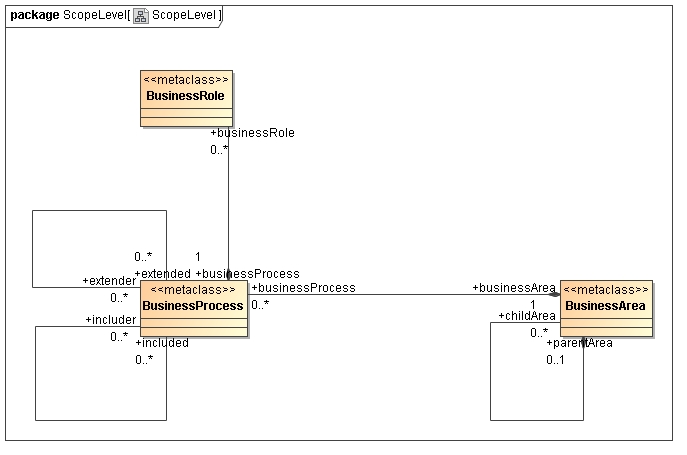 package ScopeLevel[ ScopeLevel ]
<<metaclass>>
BusinessRole
+businessRole
0..*
0..* 1
+extender +extended +businessProcess
0..*
<<metaclass>>
BusinessProcess
+businessProcess
0..*
+businessArea
1
<<metaclass>>
BusinessArea
+childArea
0..*
+parentArea
0..1
+includer
0..*
+included
0..*